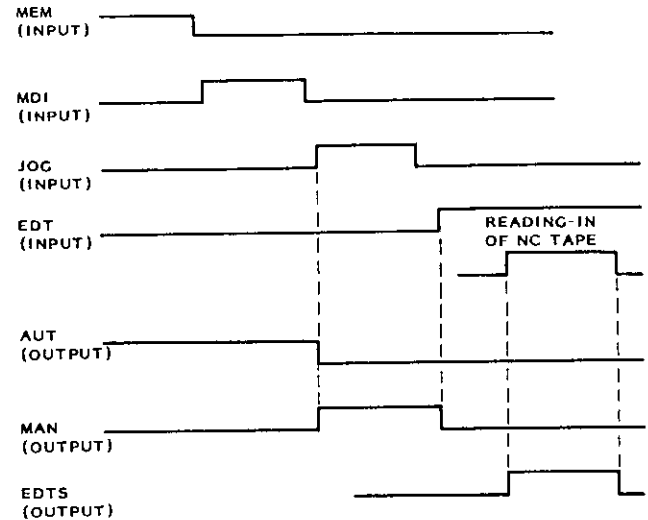 MEM
(INPUT)
MDI
(INPUT)
JOG
(INPUT)
EDT
(INPUT)
READING-IN
OF NC TAPE
AUT
(OUTPUT)
MAN
(OUTPUT)
EDTS
(OUTPUT)